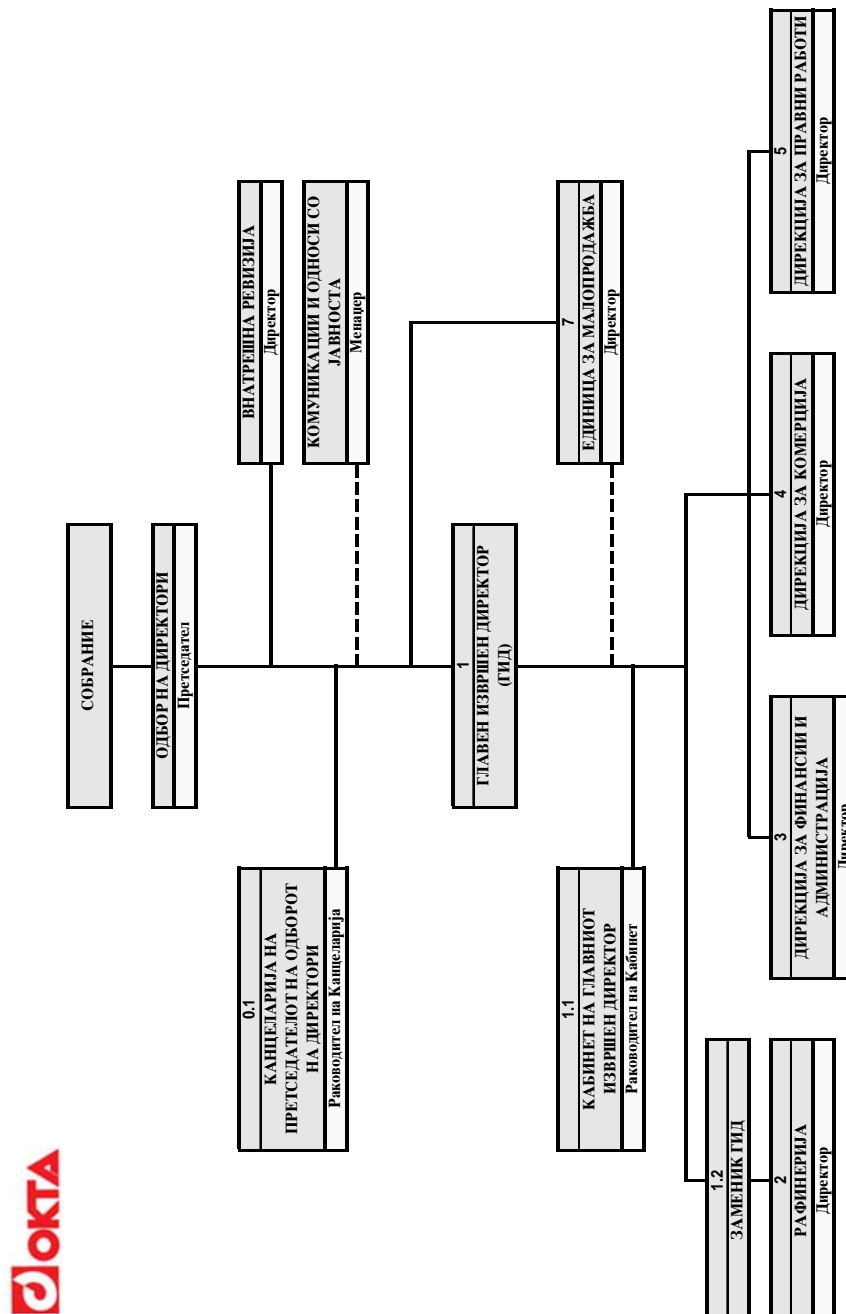 ОКТА
СОБРАНИЕ
ОДБОР НА ДИРЕКТОРИ
Претседател
ВНАТРЕШНА РЕВИЗИЈА
Директор
0.1
КАНЦЕЛАРИЈА НА
ПРЕТСЕДАТЕЛОТ НА ОДБОРОТ
НА ДИРЕКТОРИ
Раководител на Канцеларија
КОМУНИКАЦИИ И ОДНОСИ СО
ЈАВНОСТА
Менаџер
1
ГЛАВЕН ИЗВРШЕН ДИРЕКТОР
(ГИД)
1.1
КАБИНЕТ НА ГЛАВНИОТ
ИЗВРШЕН ДИРЕКТОР
Раководител на Кабинет
7
ЕДИНИЦА ЗА МАЛОПРОДАЖБА
Директор
1.2
ЗАМЕНИК ГИД
2
РАФИНЕРИЈА
Директор
3
ДИРЕКЦИЈА ЗА ФИНАНСИИ И
АДМИНИСТРАЦИЈА
Директор
4
ДИРЕКЦИЈА ЗА КОМЕРЦИЈА
Директор
5
ДИРЕКЦИЈА ЗА ПРАВНИ РАБОТИ
Директор